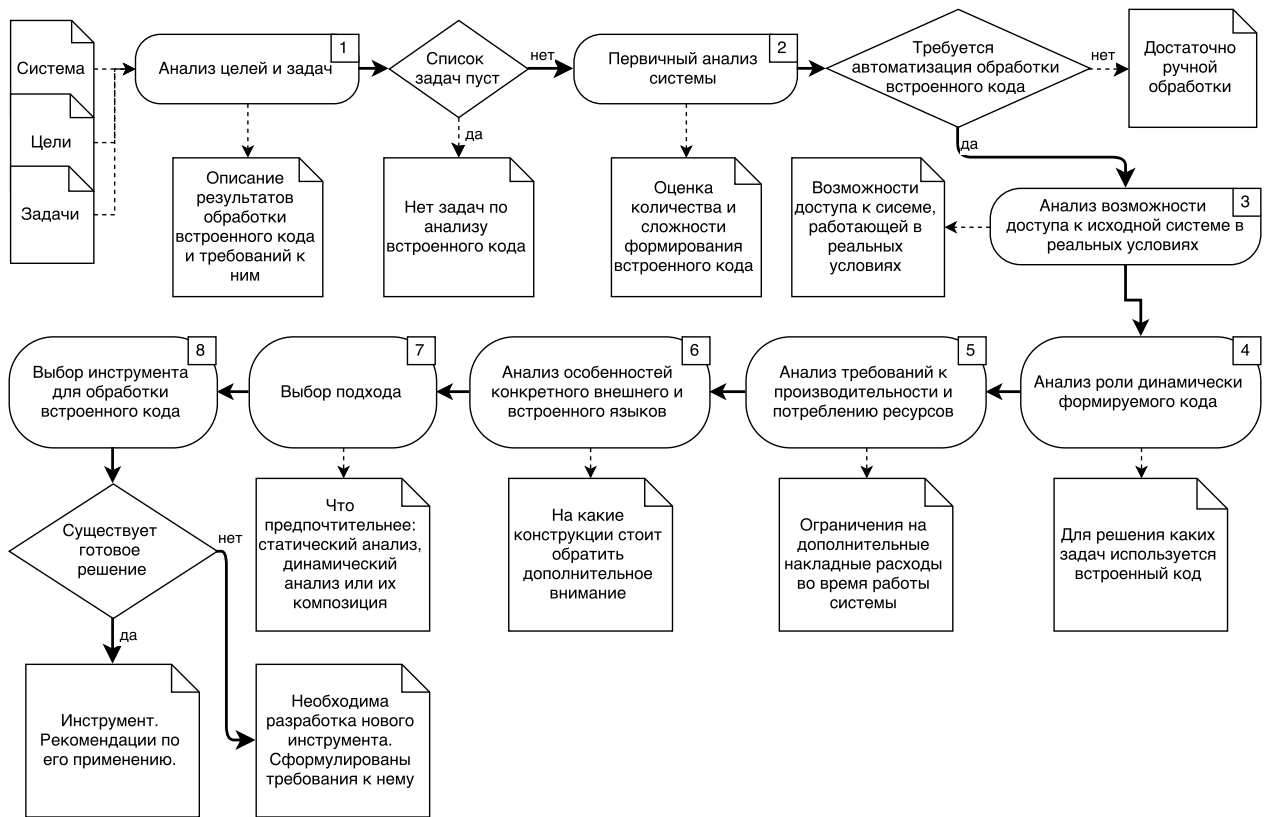 Система
Цели
Задачи
1
Анализ целей и задач
Описание
результатов
обработки
встроенного кода
и требований к
ним
Список
задач пуст
нет
да
Нет задач по
анализу
встроенного кода
2
Первичный анализ
системы
Оценка
количества и
сложности
формирования
встроенного кода
Требуется
автоматизация обработки
встроенного кода
нет
Достаточно
ручной
обработки
да
3
Анализ возможности
доступа к исходной системе в
реальных условиях
Возможности
доступа к сисеме,
работающей в
реальных
условиях
4
Анализ роли динамически
формируемого кода
Для решения каких
задач используется
встроенный код
5
Анализ требований к
производительности и
потреблению ресурсов
Ограничения на
дополнительные
накладные расходы
во время работы
системы
6
Анализ особенностей
конкретного внешнего и
встроенного языков
На какие
конструкции стоит
обратить
дополнительное
внимание
7
Выбор подхода
Что
предпочтительнее:
статический анализ,
динамический
анализ или их
композиция
8
Выбор инструмента
для обработки
встроенного кода
Существует
готовое
решение
нет
да
Инструмент.
Рекомендации по
его применению.
Необходима
разработка нового
инструмента.
Сформулированы
требования к нему